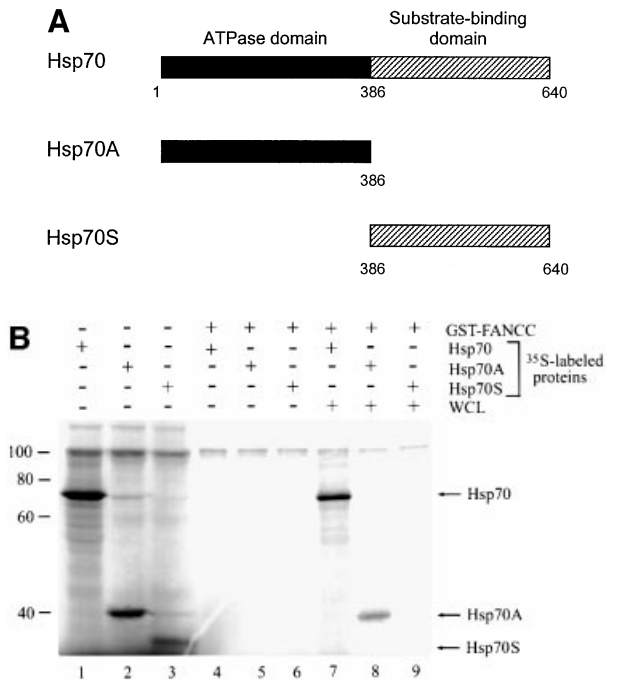 A
Substrate-binding
ATPase domain domain
Hsp70
1 386 640
Hsp70A
386
Hsp70S
386 640
B
- - - + + + + + + GST-FANCC
+ - - + - - + - - Hsp70
- + - - + - - + - Hsp70A
- - + - - + - - + Hsp70S
35S-labeled
proteins
- - - - - - + + + WCL
100
80
Hsp70
60
40
Hsp70A
Hsp70S
1 2 3 4 5 6 7 8 9